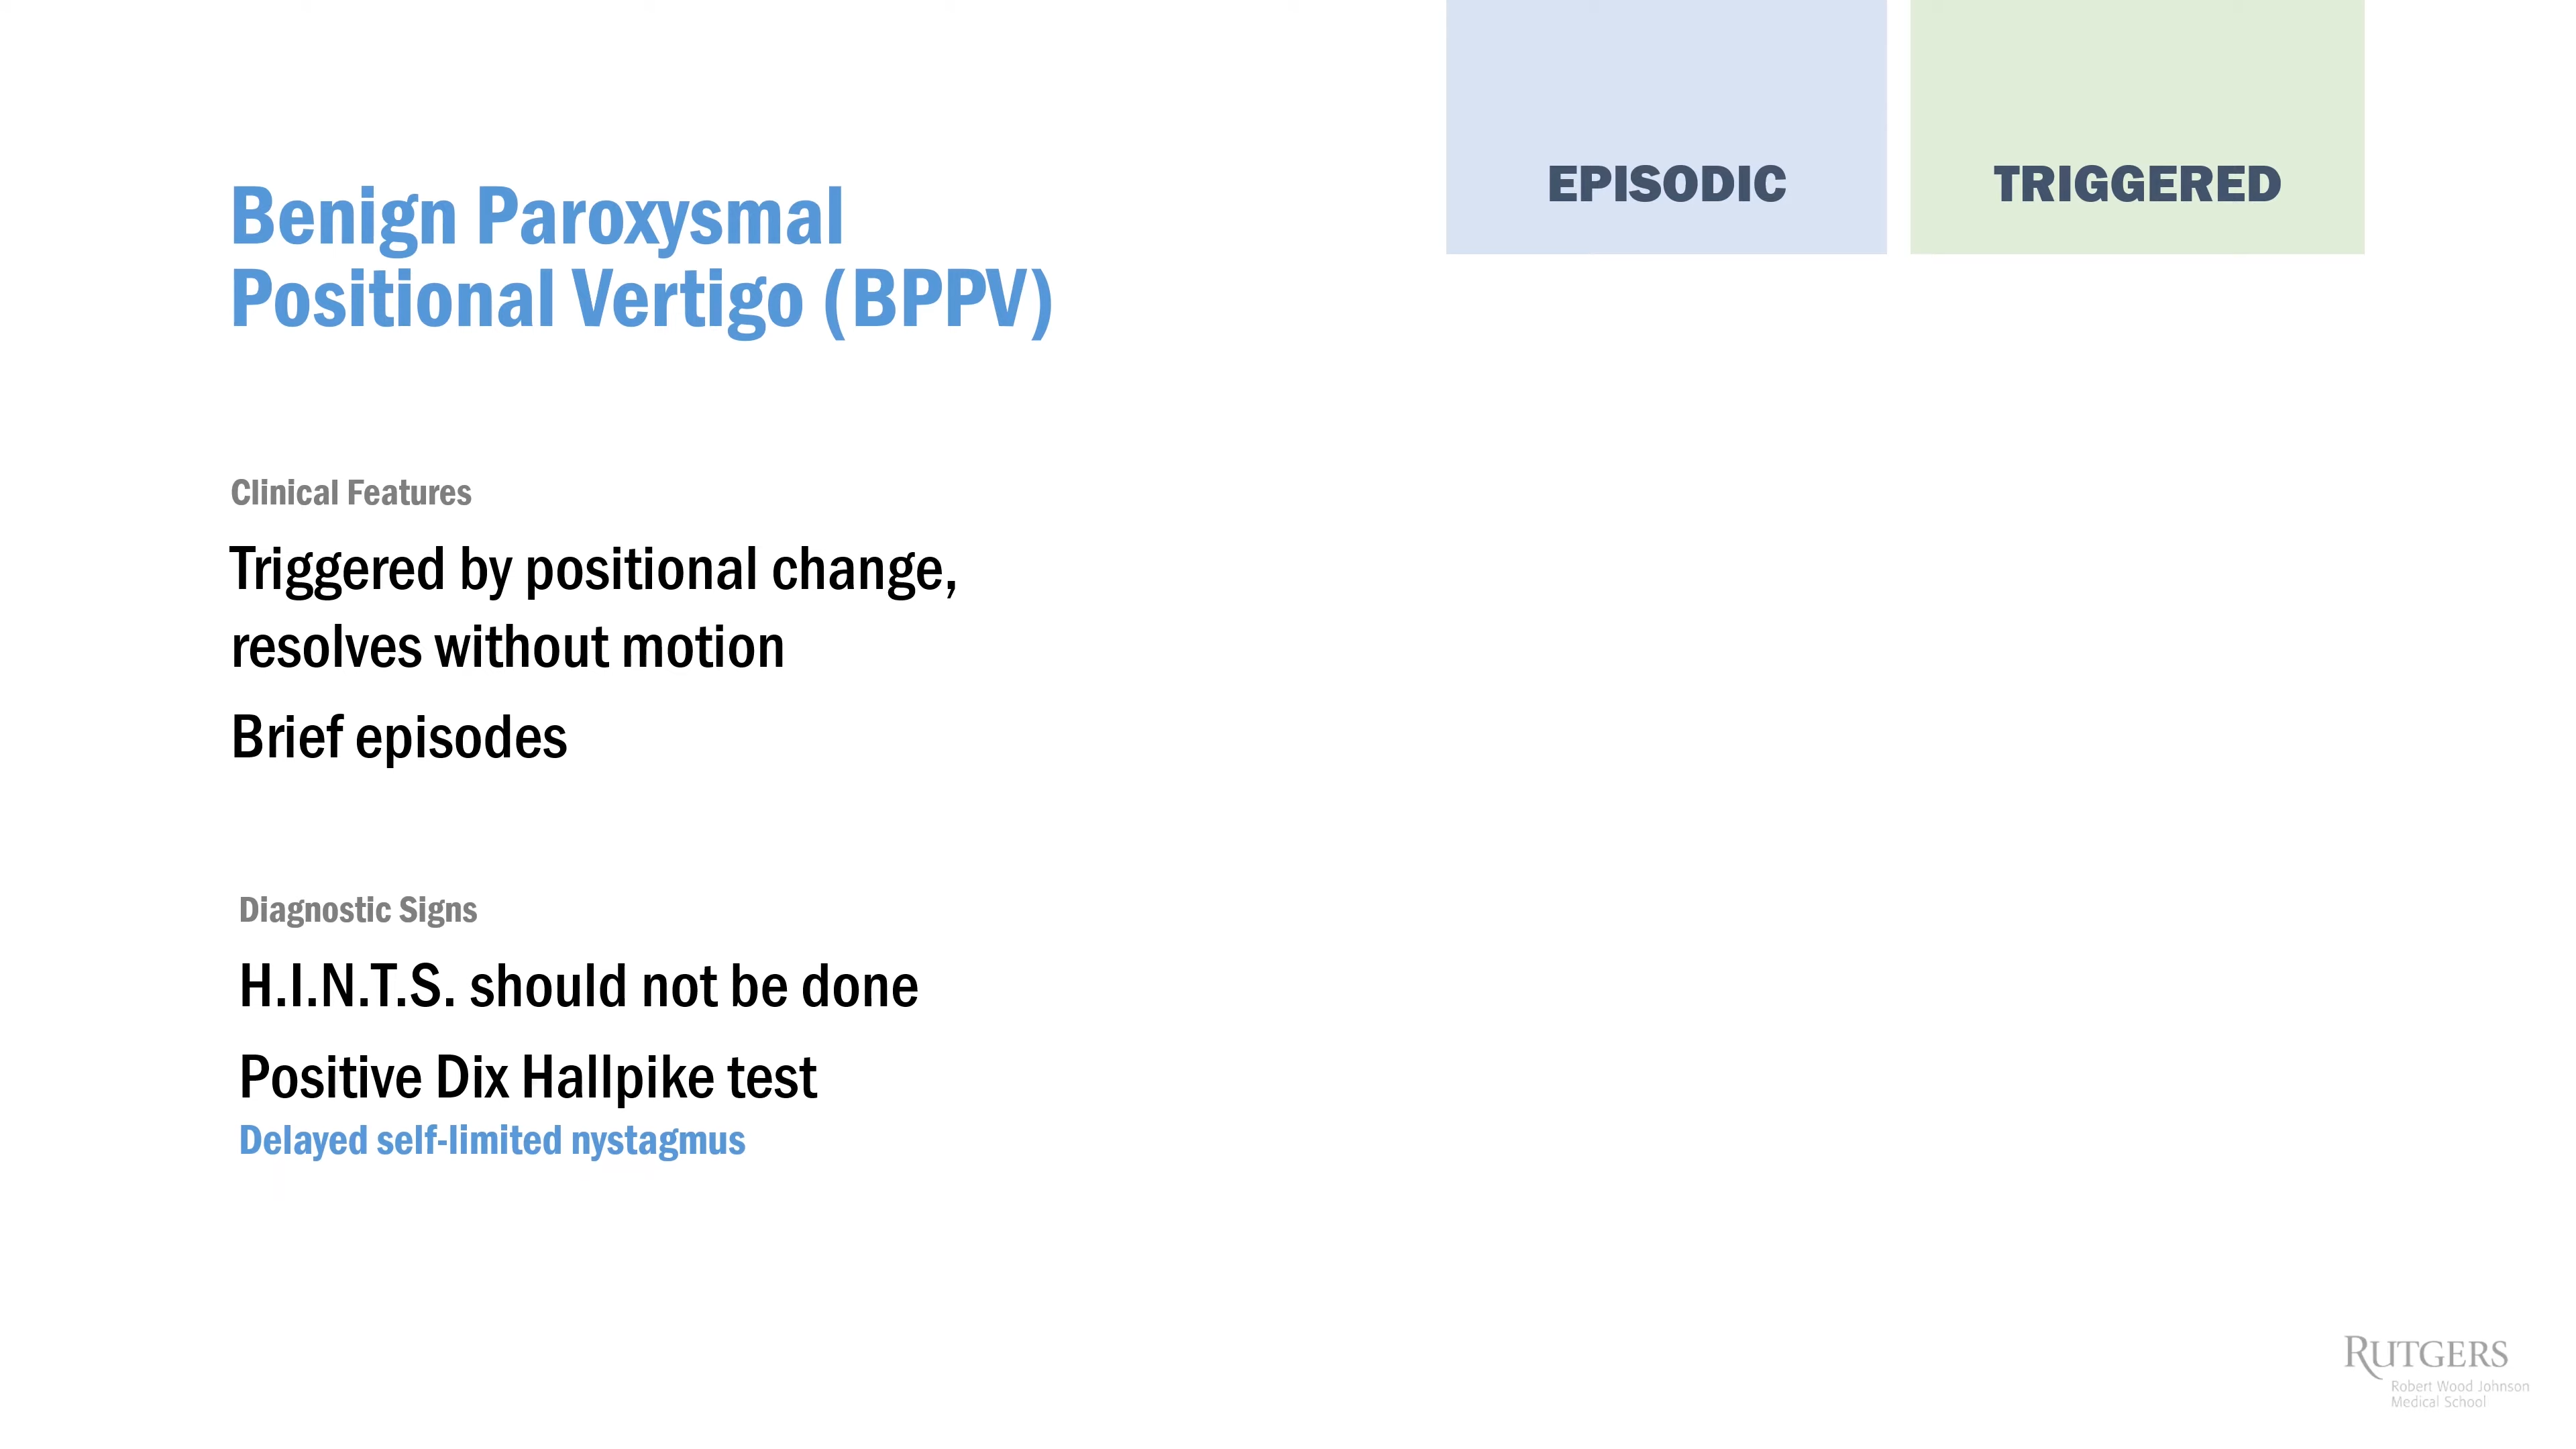 EPISODIC
TRIGGERED
Benign Paroxysmal
Positional Vertigo (BPPV)
Clinical Features
Triggered by positional change,
resolves without motion
Brief episodes
Diagnostic Signs
H.I.N.T.S. should not be done
Positive Dix Hallpike test
Delayed self-limited nystagmus
RUTGERS
Robert Wood Johnson
Medical School